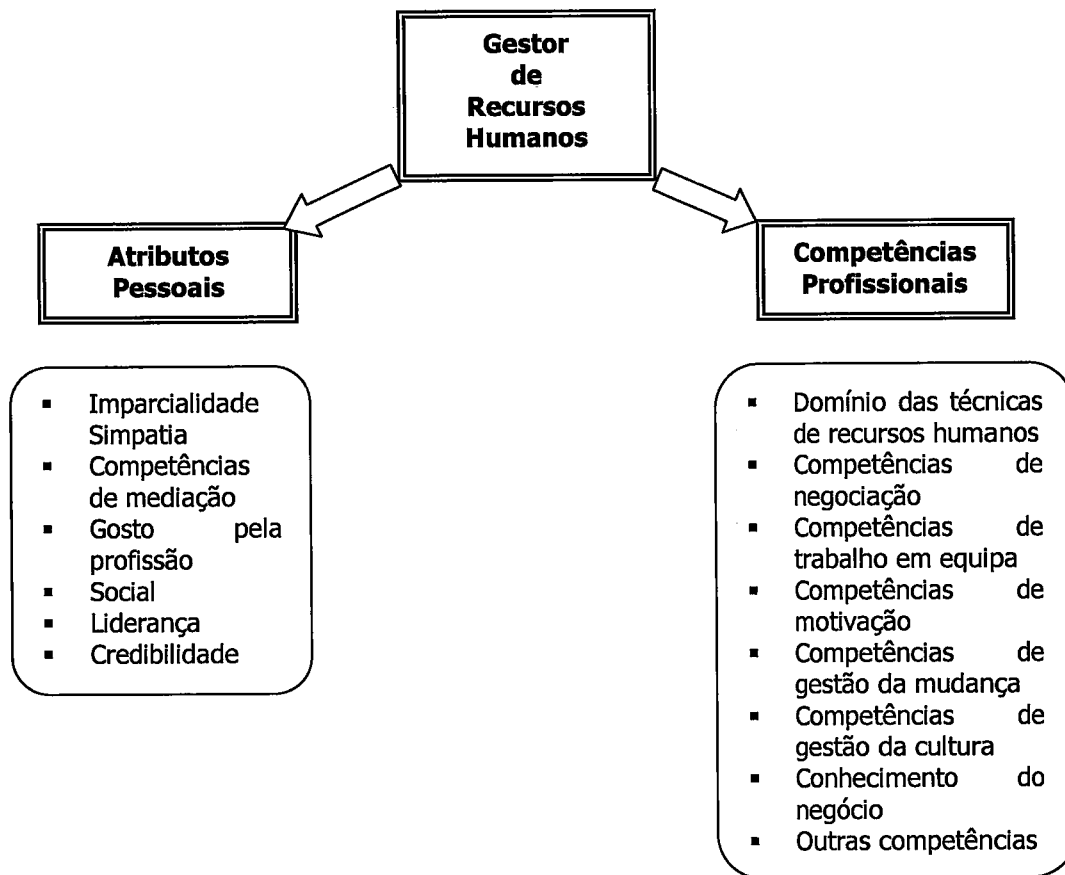 Gestor
de
Recursos
Humanos
Atributos
Pessoais
Competências
Profissionais
▪ Imparcialidade
Simpatia
▪ Competências
de mediação
▪ Gosto pela
profissão
▪ Social
▪ Liderança
▪ Credibilidade
▪ Domínio das técnicas
de recursos humanos
▪ Competências de
negociação
▪ Competências de
trabalho em equipa
▪ Competências de
motivação
▪ Competências de
gestão da mudança
▪ Competências de
gestão da cultura
▪ Conhecimento do
negócio
▪ Outras competências